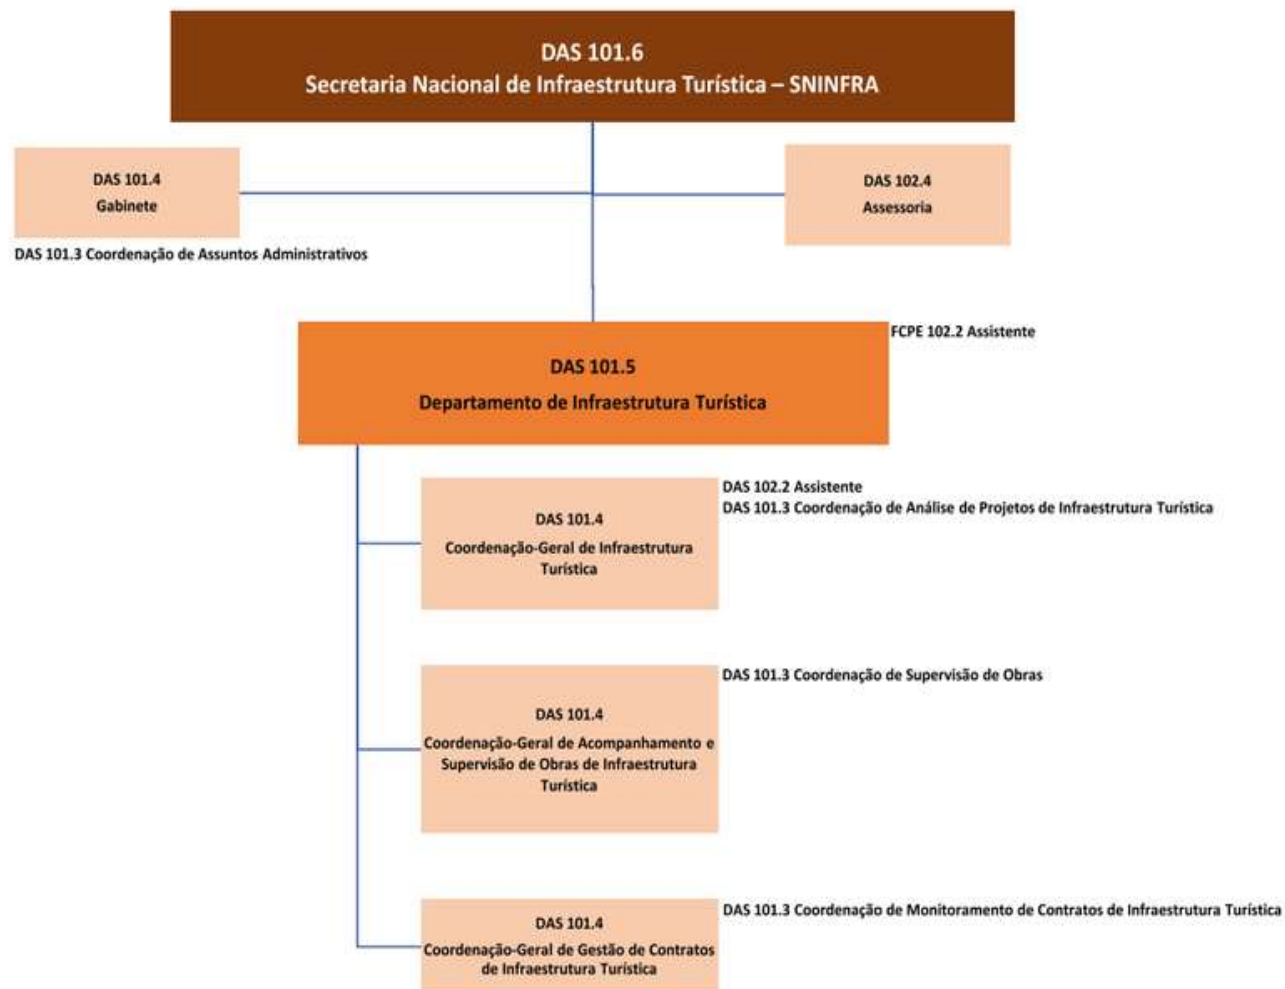 DAS 101.6
Secretaria Nacional de Infraestrutura Turística – SNINFRA
DAS 101.4
Gabinete
DAS 101.3 Coordenação de Assuntos Administrativos
DAS 102.4
Assessoria
DAS 101.5
Departamento de Infraestrutura Turística
FCPE 102.2 Assistente
DAS 101.4
Coordenação-Geral de Infraestrutura
Turística
DAS 102.2 Assistente
DAS 101.3 Coordenação de Análise de Projetos de Infraestrutura Turística
DAS 101.4
Coordenação-Geral de Acompanhamento e
Supervisão de Obras de Infraestrutura
Turística
DAS 101.3 Coordenação de Supervisão de Obras
DAS 101.4
Coordenação-Geral de Gestão de Contratos
de Infraestrutura Turística
DAS 101.3 Coordenação de Monitoramento de Contratos de Infraestrutura Turística